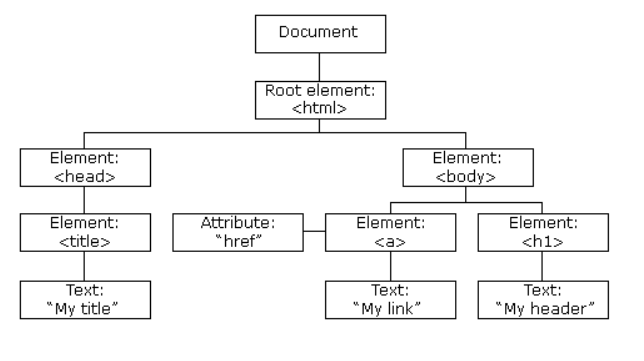 Document
Root element:
<html>
Element:
<head>
Element:
<body>
Element:
<title>
Attribute:
“href”
Element:
<a>
Element:
<h1>
Text:
“My title”
Text:
“My link”
Text:
“My header”